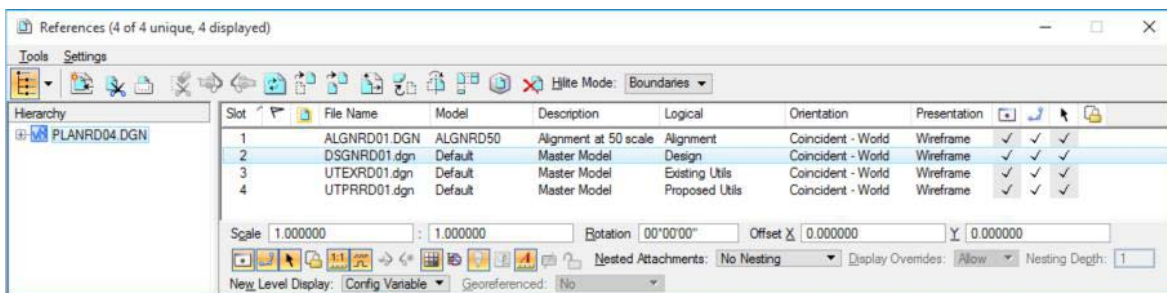 References (4 of 4 unique, 4 displayed)
Tools Settings
Hilite Mode: Boundaries
Hierarchy
PLANRD04.DGN
Slot File Name Model Description Logical Orientation Presentation
1 ALGNRD01.DGN ALGNRD50 Alignment at 50 scale Alignment Coincident - World Wireframe ✓ ✓ ✓
2 DSGNRD01.dgn Default Master Model Design Coincident - World Wireframe ✓ ✓ ✓
3 UTEXRD01.dgn Default Master Model Existing Utils Coincident - World Wireframe ✓ ✓ ✓
4 UTPRRD01.dgn Default Master Model Proposed Utils Coincident - World Wireframe ✓ ✓ ✓
Scale 1.000000 : 1.000000 Rotation 00°00'00" Offset X 0.000000 Y 0.000000
1:1 A Nested Attachments: No Nesting Display Overrides: Allow Nesting Depth: 1
New Level Display: Config Variable Georeferenced: No